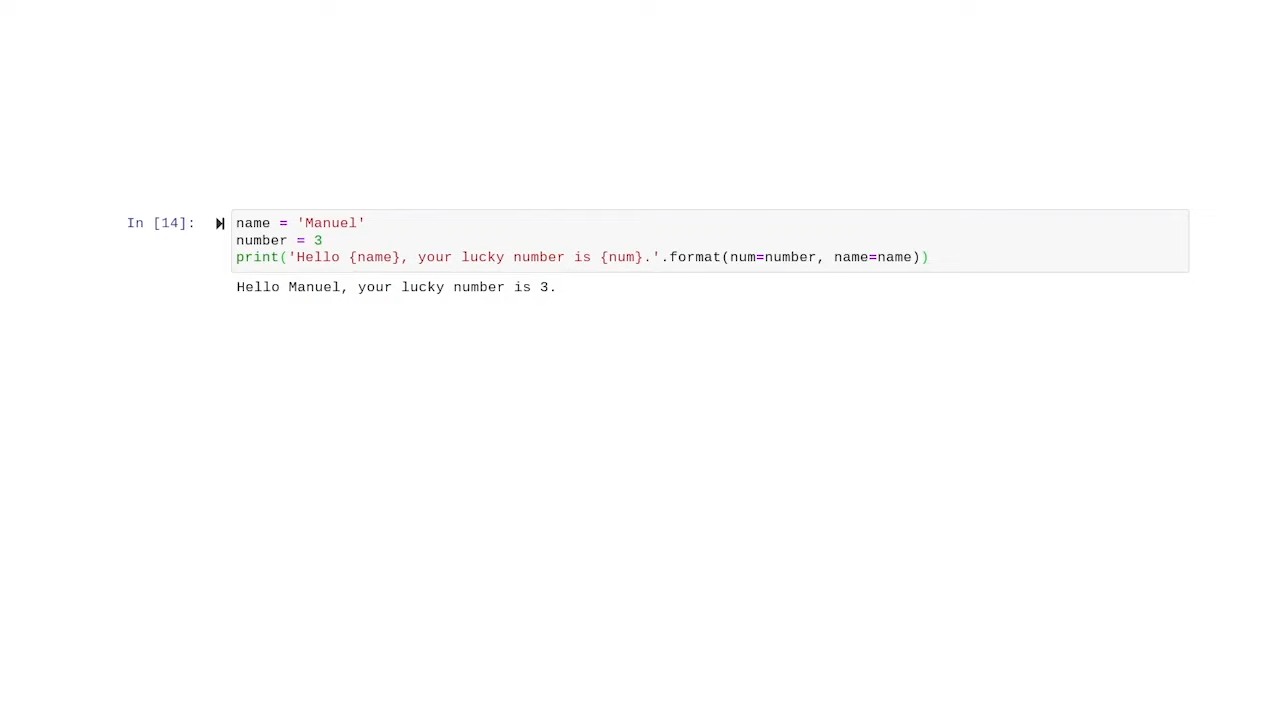 In [14]: name = 'Manuel'
number = 3
print('Hello {name}, your lucky number is {num}.'.format(num=number, name=name))
Hello Manuel, your lucky number is 3.